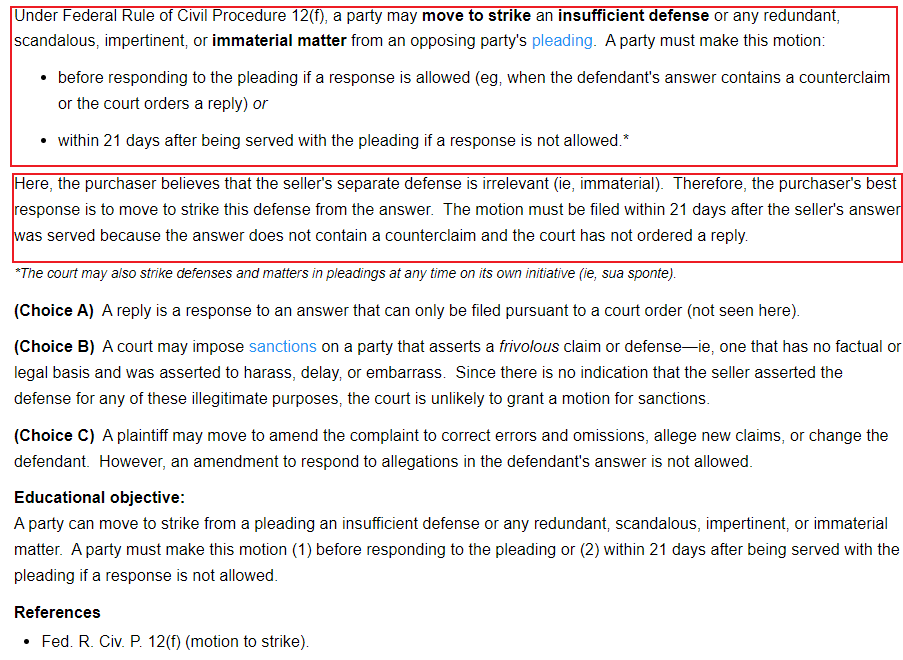 Under Federal Rule of Civil Procedure 12(f), a party may move to strike an insufficient defense or any redundant,
scandalous, impertinent, or immaterial matter from an opposing party's pleading. A party must make this motion:
• before responding to the pleading if a response is allowed (eg, when the defendant's answer contains a counterclaim
or the court orders a reply) or
• within 21 days after being served with the pleading if a response is not allowed.*
Here, the purchaser believes that the seller's separate defense is irrelevant (ie, immaterial). Therefore, the purchaser's best
response is to move to strike this defense from the answer. The motion must be filed within 21 days after the seller's answer
was served because the answer does not contain a counterclaim and the court has not ordered a reply.
*The court may also strike defenses and matters in pleadings at any time on its own initiative (ie, sua sponte).
(Choice A) A reply is a response to an answer that can only be filed pursuant to a court order (not seen here).
(Choice B) A court may impose sanctions on a party that asserts a frivolous claim or defense—ie, one that has no factual or
legal basis and was asserted to harass, delay, or embarrass. Since there is no indication that the seller asserted the
defense for any of these illegitimate purposes, the court is unlikely to grant a motion for sanctions.
(Choice C) A plaintiff may move to amend the complaint to correct errors and omissions, allege new claims, or change the
defendant. However, an amendment to respond to allegations in the defendant's answer is not allowed.
Educational objective:
A party can move to strike from a pleading an insufficient defense or any redundant, scandalous, impertinent, or immaterial
matter. A party must make this motion (1) before responding to the pleading or (2) within 21 days after being served with the
pleading if a response is not allowed.
References
• Fed. R. Civ. P. 12(f) (motion to strike).